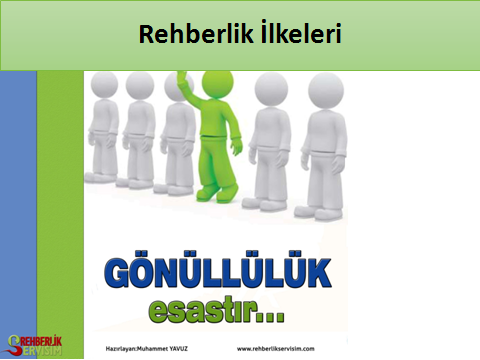 Rehberlik İlkeleri
GÖNÜLLÜLÜK
esastır...
Hazırlayan:Muhammet YAVUZ www.rehberlikservisim.com
REHBERLİK
SERVİSİM